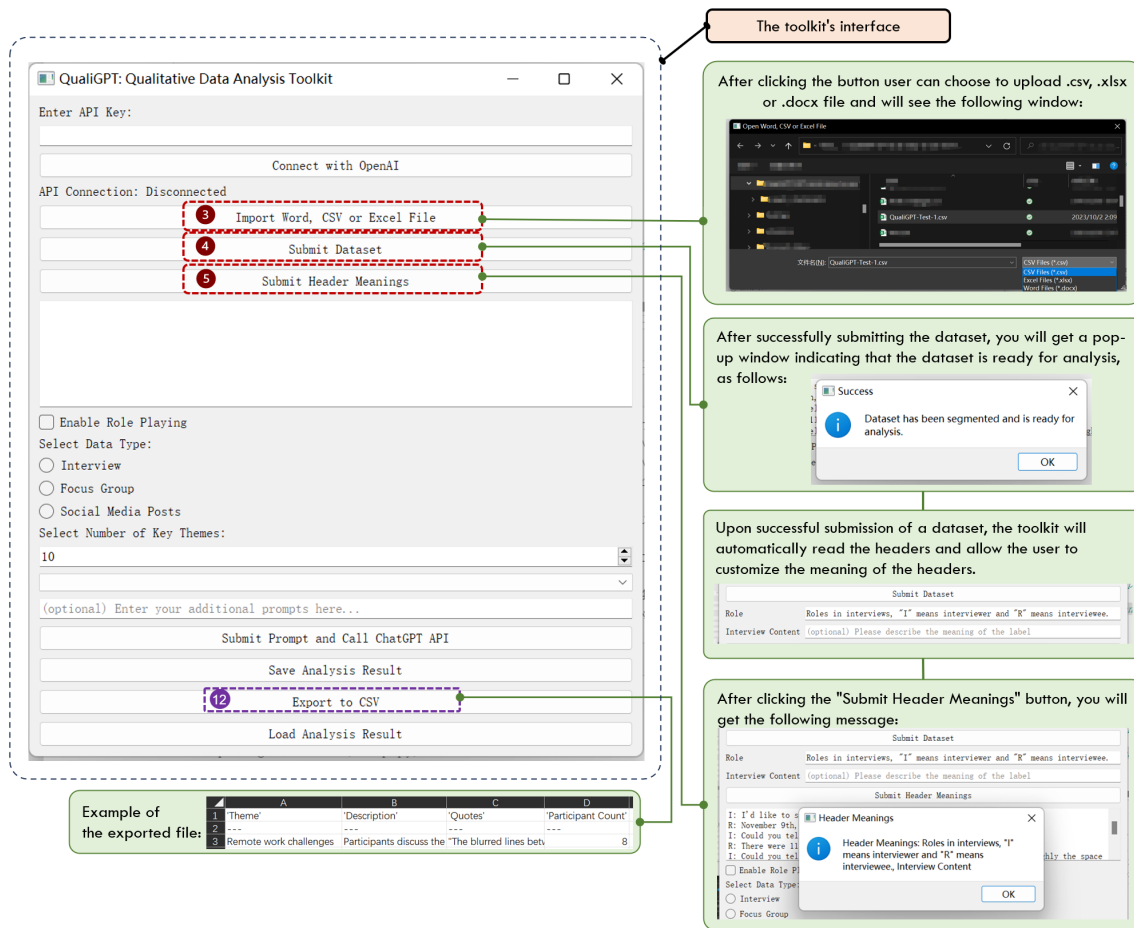 The toolkit's interface
QualiGPT: Qualitative Data Analysis Toolkit
Enter API Key:
Connect with OpenAI
API Connection: Disconnected
3 Import Word, CSV or Excel File
4 Submit Dataset
5 Submit Header Meanings
Enable Role Playing
Select Data Type:
Interview
Focus Group
Social Media Posts
Select Number of Key Themes:
10
(optional) Enter your additional prompts here...
Submit Prompt and Call ChatGPT API
Save Analysis Result
12 Export to CSV
Load Analysis Result
Example of
the exported file:
A B C D
1 'Theme' 'Description' 'Quotes' 'Participant Count'
2 --- --- --- ---
3 Remote work challenges Participants discuss the "The blurred lines betw 8
After clicking the button user can choose to upload .csv, .xlsx
or .docx file and will see the following window:
Open Word, CSV or Excel File
QualiGPT-Test-1.csv 2023/10/2 2:09
文件名(N): QualiGPT-Test-1.csv CSV Files (*.csv)
CSV Files (*.csv)
Excel Files (*.xlsx)
Word Files (*.docx)
After successfully submitting the dataset, you will get a pop-
up window indicating that the dataset is ready for analysis,
as follows:
Success
Dataset has been segmented and is ready for
analysis.
OK
Upon successful submission of a dataset, the toolkit will
automatically read the headers and allow the user to
customize the meaning of the headers.
Submit Dataset
Role Roles in interviews, "I" means interviewer and "R" means interviewee.
Interview Content (optional) Please describe the meaning of the label
After clicking the "Submit Header Meanings" button, you will
get the following message:
Submit Dataset
Role Roles in interviews, "I" means interviewer and "R" means interviewee.
Interview Content (optional) Please describe the meaning of the label
Submit Header Meanings
I: I'd like to s
R: November 9th,
I: Could you tel
R: There were ll
I: Could you tel hly the space
Enable Role Pl
Select Data Type:
Interview
Focus Group
Header Meanings
Header Meanings: Roles in interviews, "I"
means interviewer and "R" means
interviewee., Interview Content
OK